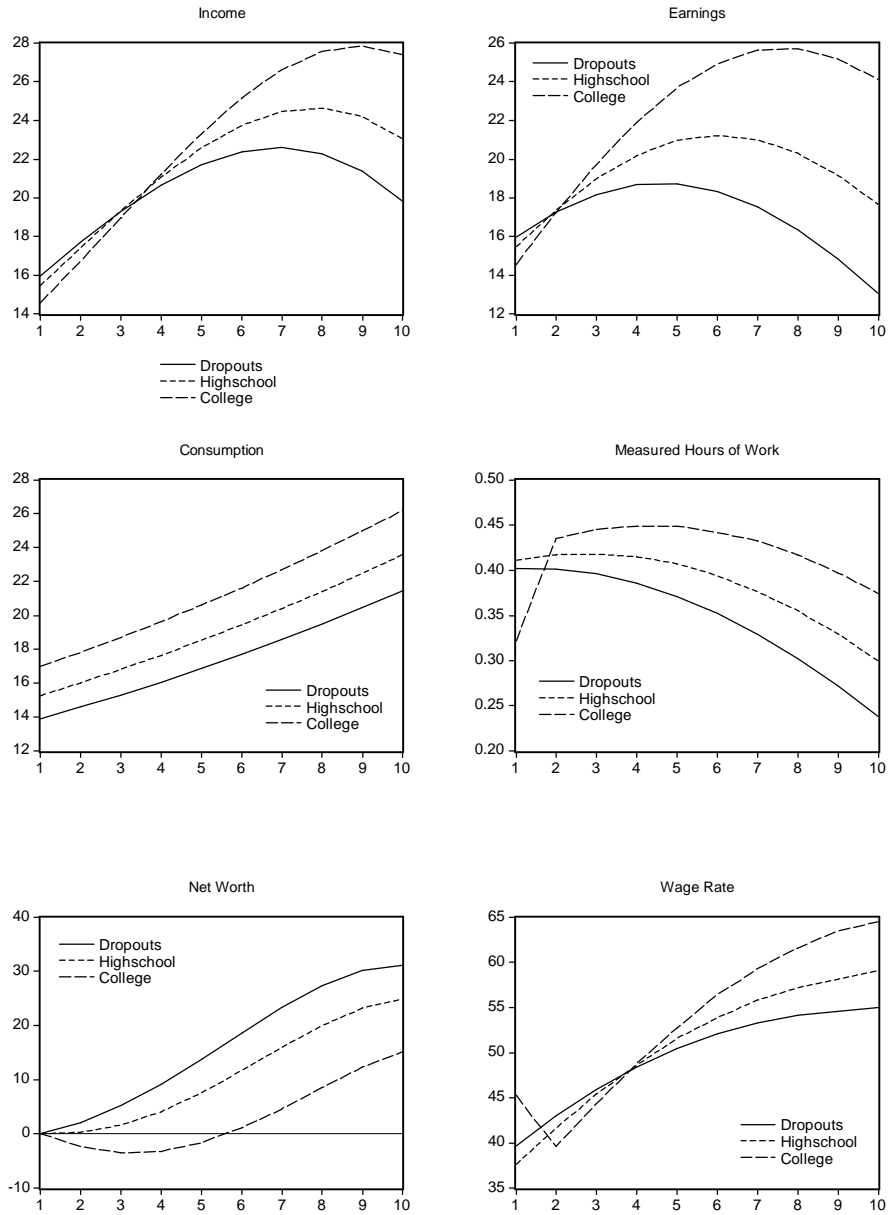 Income
28
26
24
22
20
18
16
14
1 2 3 4 5 6 7 8 9 10
Dropouts
Highschool
College
Earnings
26
24
22
20
18
16
14
12
1 2 3 4 5 6 7 8 9 10
Dropouts
Highschool
College
Consumption
28
26
24
22
20
18
16
14
12
1 2 3 4 5 6 7 8 9 10
Dropouts
Highschool
College
Measured Hours of Work
0.50
0.45
0.40
0.35
0.30
0.25
0.20
1 2 3 4 5 6 7 8 9 10
Dropouts
Highschool
College
Net Worth
40
30
20
10
0
-10
1 2 3 4 5 6 7 8 9 10
Dropouts
Highschool
College
Wage Rate
65
60
55
50
45
40
35
1 2 3 4 5 6 7 8 9 10
Dropouts
Highschool
College